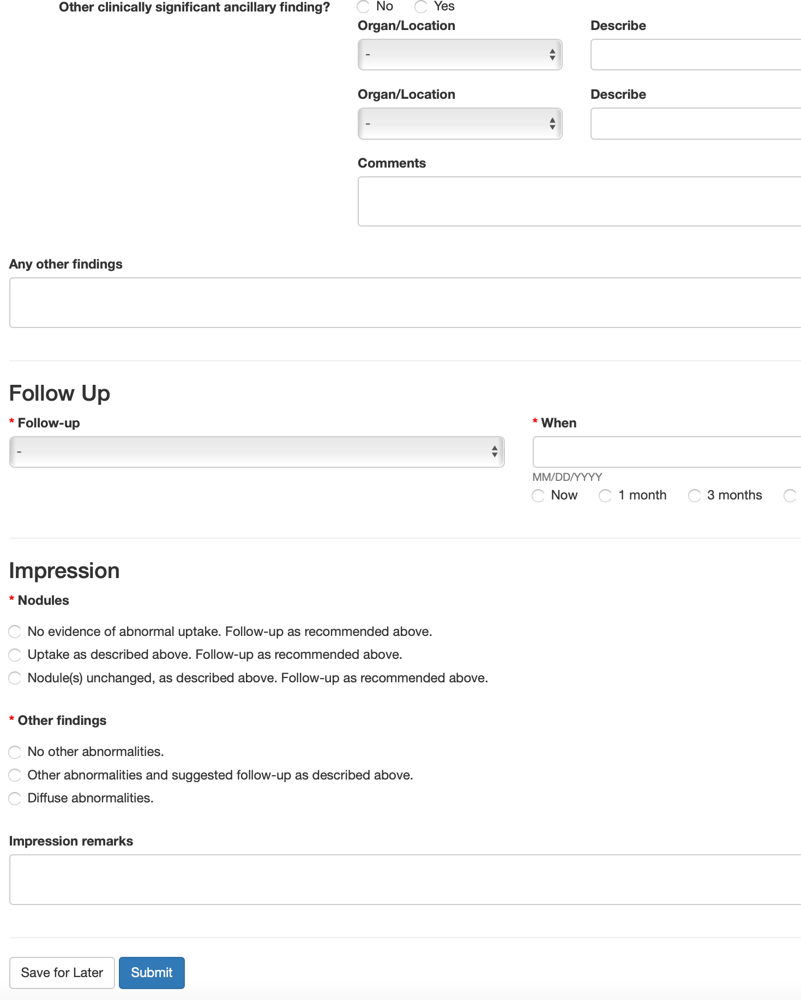 Other clinically significant ancillary finding? No Yes
Organ/Location Describe
-
Organ/Location Describe
-
Comments
Any other findings
Follow Up
* Follow-up * When
-
MM/DD/YYYY
Now 1 month 3 months
Impression
* Nodules
No evidence of abnormal uptake. Follow-up as recommended above.
Uptake as described above. Follow-up as recommended above.
Nodule(s) unchanged, as described above. Follow-up as recommended above.
* Other findings
No other abnormalities.
Other abnormalities and suggested follow-up as described above.
Diffuse abnormalities.
Impression remarks
Save for Later Submit